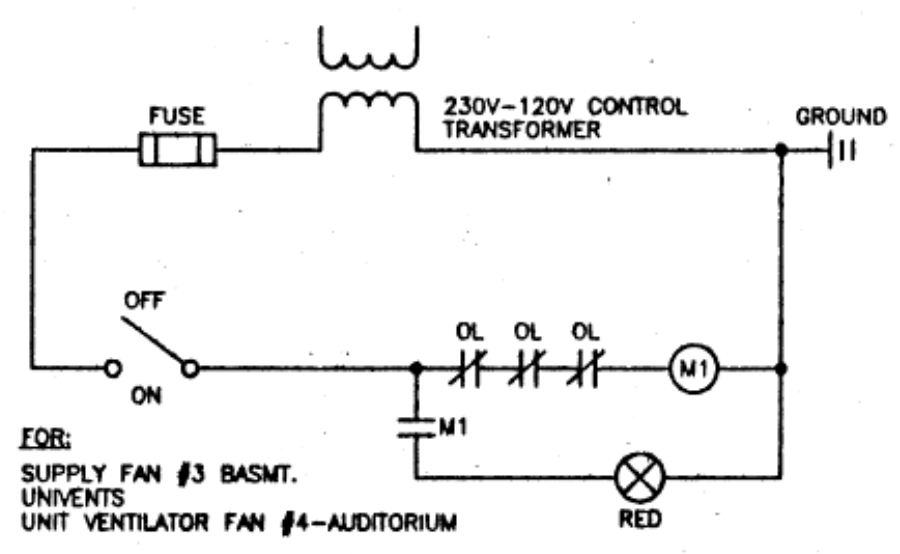 FUSE
230V-120V CONTROL
TRANSFORMER
GROUND
OFF
ON
OL OL OL
M1
M1
RED
FOR:
SUPPLY FAN #3 BASMT.
UNIVENTS
UNIT VENTILATOR FAN #4-AUDITORIUM